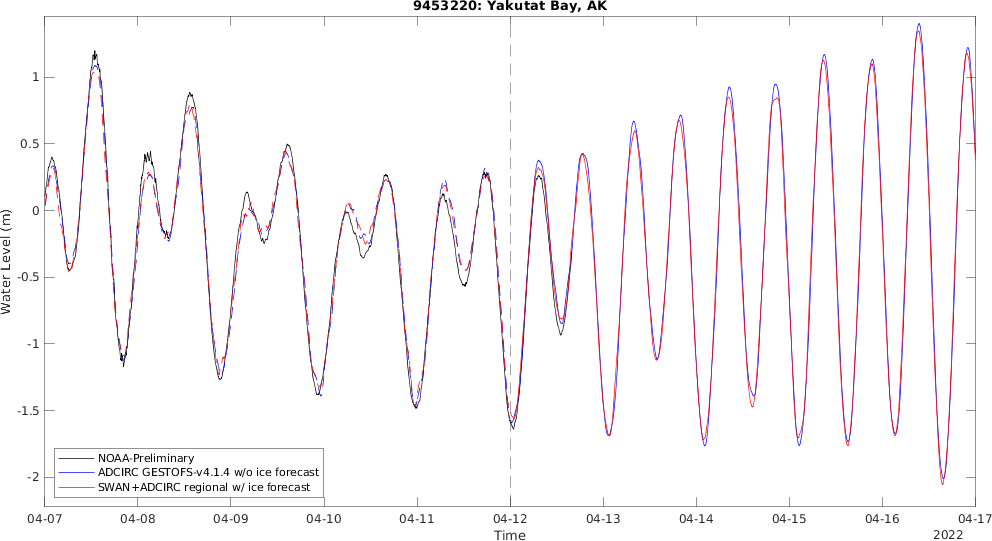 9453220: Yakutat Bay, AK
Water Level (m)
1
0.5
0
-0.5
-1
-1.5
-2
NOAA-Preliminary
ADCIRC GESTOFS-v4.1.4 w/o ice forecast
SWAN+ADCIRC regional w/ ice forecast
04-07 04-08 04-09 04-10 04-11 04-12 04-13 04-14 04-15 04-16 04-17
Time
2022